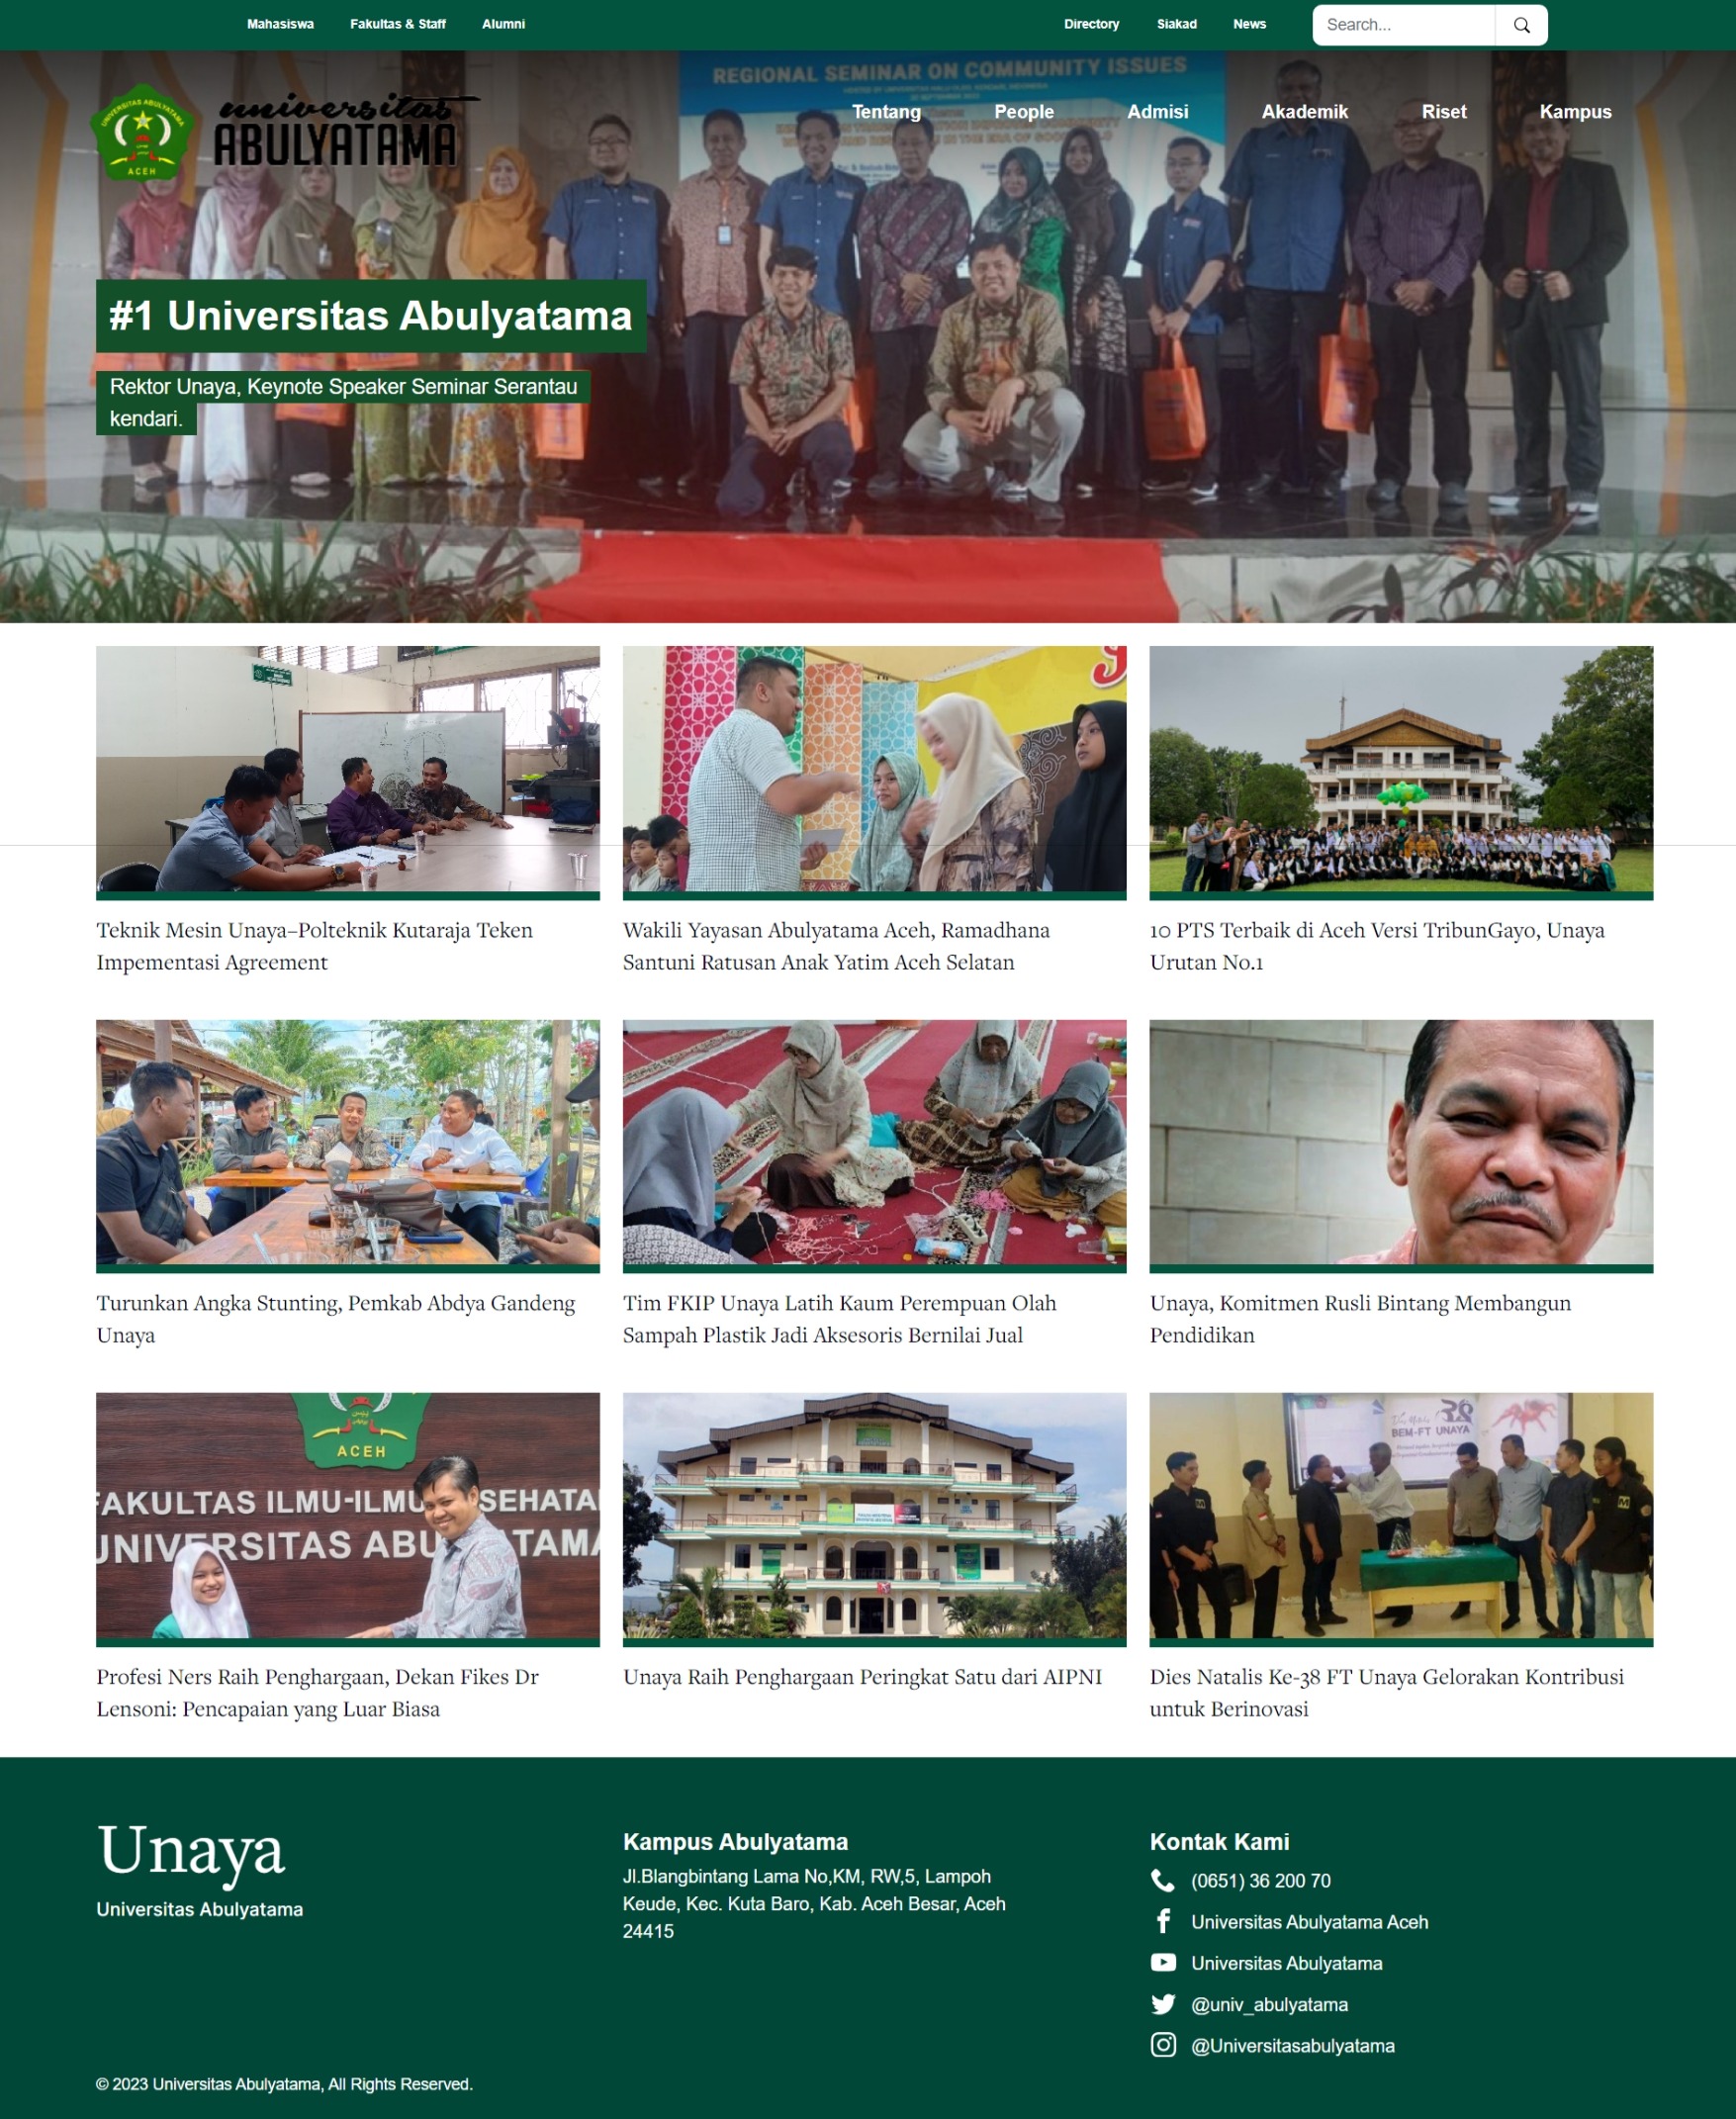 Mahasiswa
Fakultas & Staff
Alumni
Directory
Siakad
News
Search...
REGIONAL SEMINAR ON COMMUNITY ISSUES
UNIVERSITAS ABULYATAMA
ACEH
universitas
ABULYATAMA
Tentang
People
Admisi
Akademik
Riset
Kampus
#1 Universitas Abulyatama
Rektor Unaya, Keynote Speaker Seminar Serantau
kendari.
Teknik Mesin Unaya–Polteknik Kutaraja Teken
Impementasi Agreement
Wakili Yayasan Abulyatama Aceh, Ramadhana
Santuni Ratusan Anak Yatim Aceh Selatan
10 PTS Terbaik di Aceh Versi TribunGayo, Unaya
Urutan No.1
Turunkan Angka Stunting, Pemkab Abdya Gandeng
Unaya
Tim FKIP Unaya Latih Kaum Perempuan Olah
Sampah Plastik Jadi Aksesoris Bernilai Jual
Unaya, Komitmen Rusli Bintang Membangun
Pendidikan
ACEH
FAKULTAS ILMU-ILMU SEHATA
UNIVERSITAS ABU TAMA
Dies Natalis 38
BEM-FT UNAYA
Profesi Ners Raih Penghargaan, Dekan Fikes Dr
Lensoni: Pencapaian yang Luar Biasa
Unaya Raih Penghargaan Peringkat Satu dari AIPNI
Dies Natalis Ke-38 FT Unaya Gelorakan Kontribusi
untuk Berinovasi
Unaya
Universitas Abulyatama
Kampus Abulyatama
Jl.Blangbintang Lama No,KM, RW,5, Lampoh
Keude, Kec. Kuta Baro, Kab. Aceh Besar, Aceh
24415
Kontak Kami
(0651) 36 200 70
Universitas Abulyatama Aceh
Universitas Abulyatama
@univ_abulyatama
@Universitasabulyatama
© 2023 Universitas Abulyatama, All Rights Reserved.